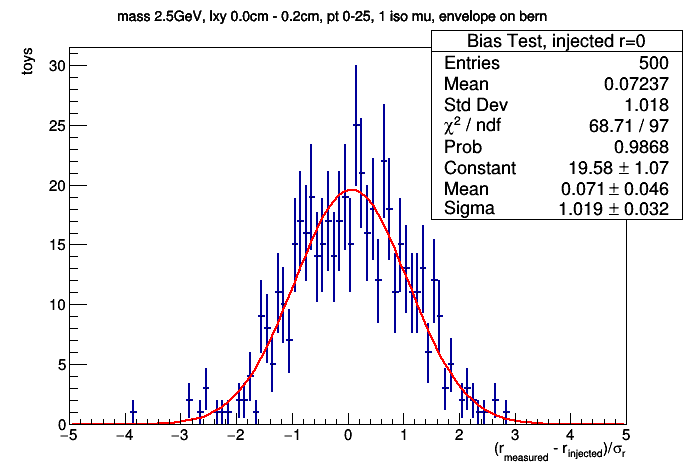 mass 2.5GeV, lxy 0.0cm - 0.2cm, pt 0-25, 1 iso mu, envelope on bern
Bias Test, injected r=0
Entries 500
Mean 0.07237
Std Dev 1.018
χ² / ndf 68.71 / 97
Prob 0.9868
Constant 19.58 ± 1.07
Mean 0.071 ± 0.046
Sigma 1.019 ± 0.032
toys
30
25
20
15
10
5
0
−5 −4 −3 −2 −1 0 1 2 3 4 5
(r_measured - r_injected)/σ_r